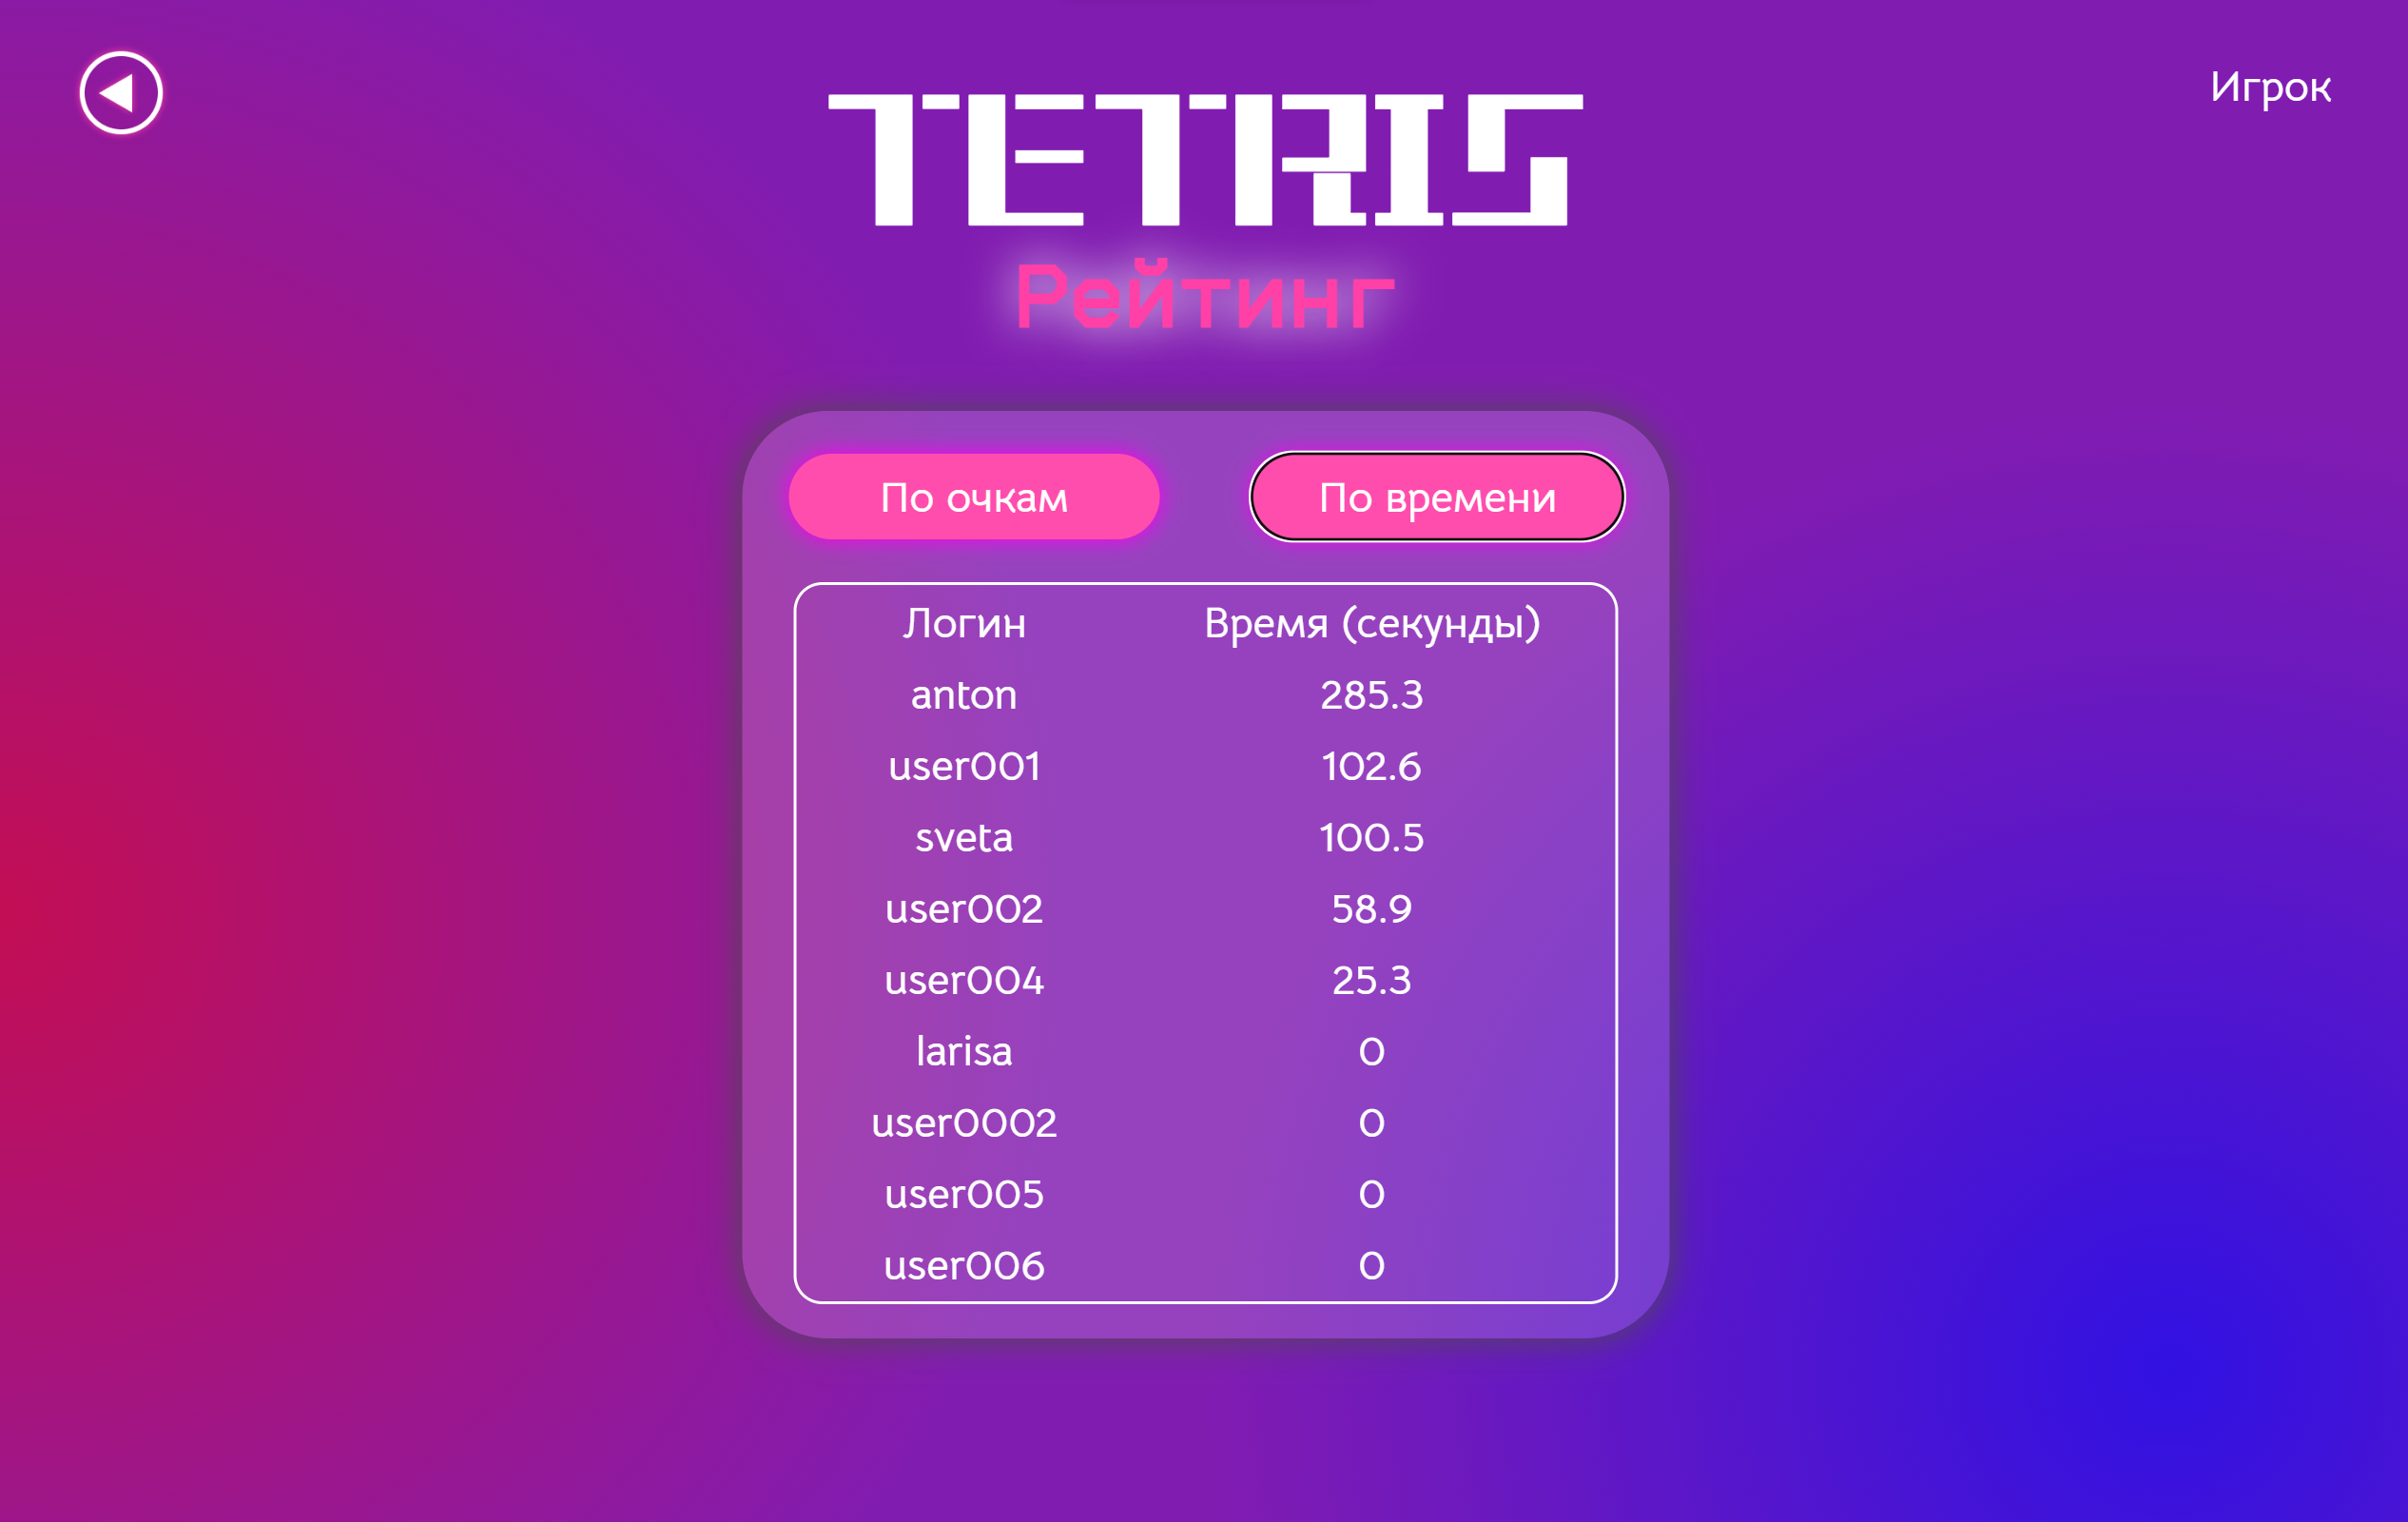 Игрок
TETRIS
Рейтинг
По очкам По времени
Логин Время (секунды)
anton 285.3
user001 102.6
sveta 100.5
user002 58.9
user004 25.3
larisa 0
user0002 0
user005 0
user006 0